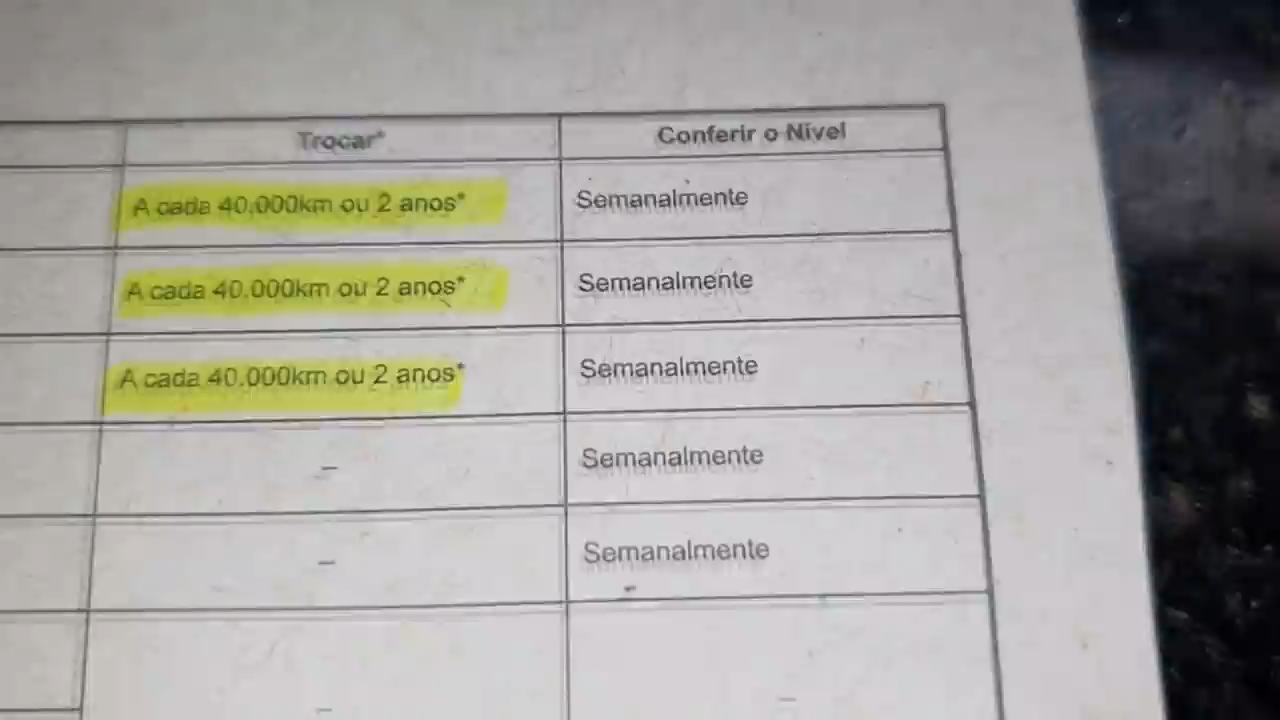 Trocar* Conferir o Nível
A cada 40.000km ou 2 anos* Semanalmente
A cada 40.000km ou 2 anos* Semanalmente
A cada 40.000km ou 2 anos* Semanalmente
– Semanalmente
– Semanalmente
– –